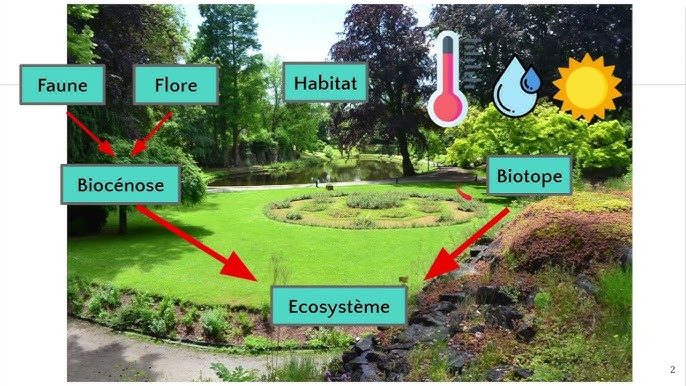 Faune
Flore
Habitat
Biocénose
Biotope
Ecosystème
2